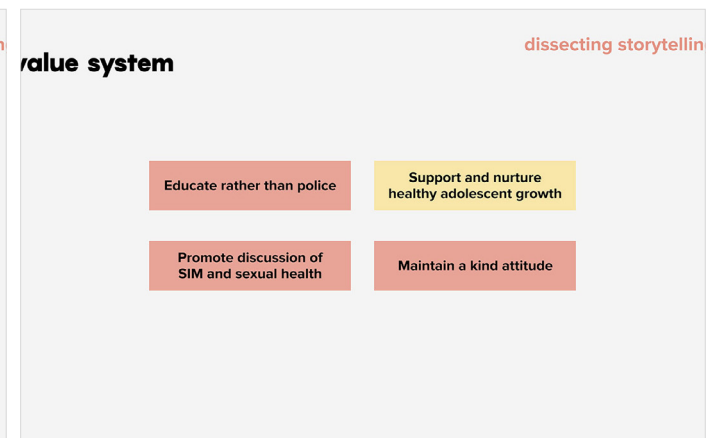 dissecting storytellin
value system
Educate rather than police
Support and nurture
healthy adolescent growth
Promote discussion of
SIM and sexual health
Maintain a kind attitude